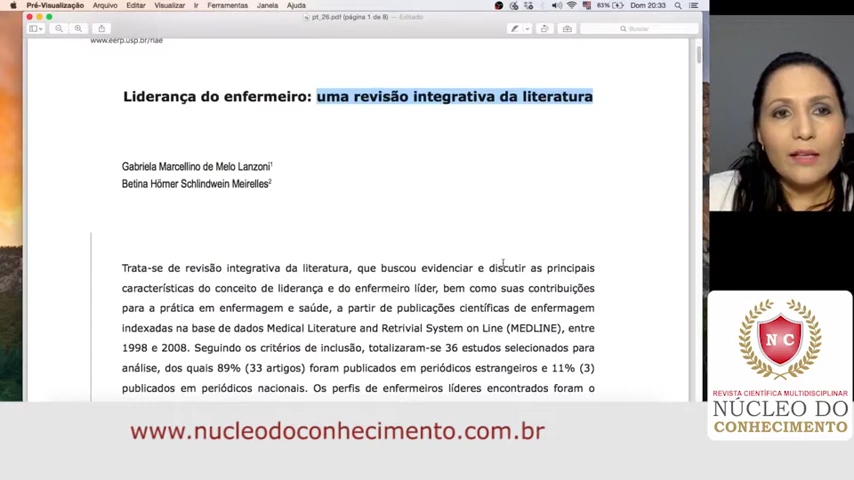 Pré-Visualização Arquivo Editar Visualizar Ir Ferramentas Janela Ajuda 83% Dom 20:33
pt_26.pdf (página 1 de 8) — Editado
Buscar
www.eerp.usp.br/rlae
Liderança do enfermeiro: uma revisão integrativa da literatura
Gabriela Marcellino de Melo Lanzoni¹
Betina Hörner Schlindwein Meirelles²
Trata-se de revisão integrativa da literatura, que buscou evidenciar e discutir as principais
características do conceito de liderança e do enfermeiro líder, bem como suas contribuições
para a prática em enfermagem e saúde, a partir de publicações científicas de enfermagem
indexadas na base de dados Medical Literature and Retrivial System on Line (MEDLINE), entre
1998 e 2008. Seguindo os critérios de inclusão, totalizaram-se 36 estudos selecionados para
análise, dos quais 89% (33 artigos) foram publicados em periódicos estrangeiros e 11% (3)
publicados em periódicos nacionais. Os perfis de enfermeiros líderes encontrados foram o
www.nucleodoconhecimento.com.br
N C
REVISTA CIENTÍFICA MULTIDISCIPLINAR
NÚCLEO DO
CONHECIMENTO